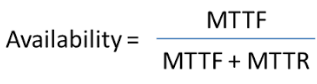 MTTF
Availability =
MTTF + MTTR